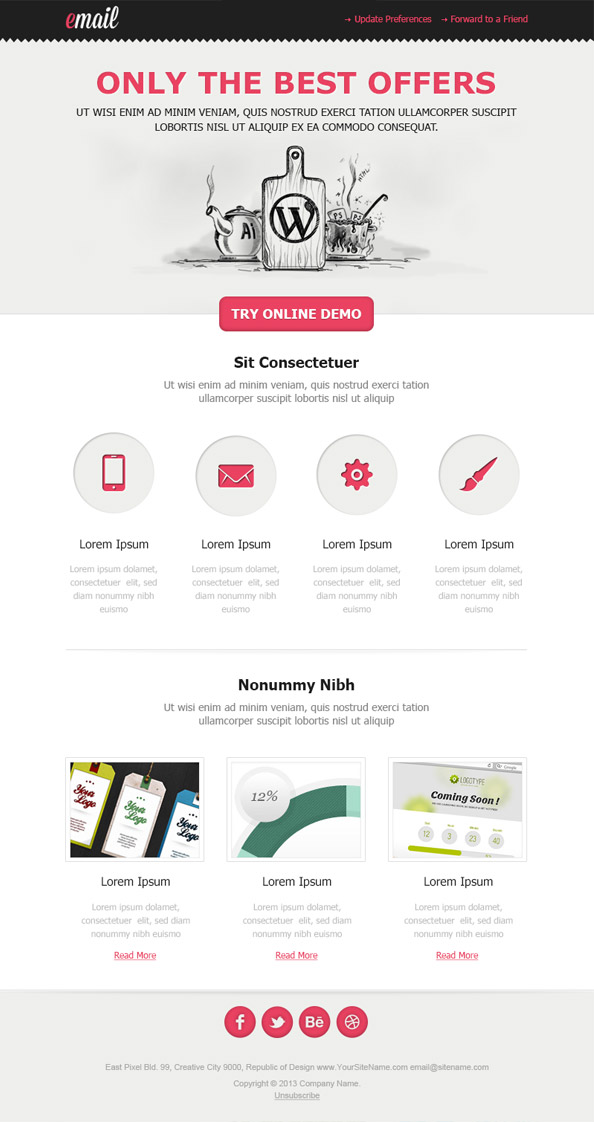 email
→ Update Preferences → Forward to a Friend
ONLY THE BEST OFFERS
UT WISI ENIM AD MINIM VENIAM, QUIS NOSTRUD EXERCI TATION ULLAMCORPER SUSCIPIT
LOBORTIS NISL UT ALIQUIP EX EA COMMODO CONSEQUAT.
HTML
Ai
W
PS
PS
TRY ONLINE DEMO
Sit Consectetuer
Ut wisi enim ad minim veniam, quis nostrud exerci tation
ullamcorper suscipit lobortis nisl ut aliquip
Lorem Ipsum
Lorem ipsum dolamet,
consectetuer elit, sed
diam nonummy nibh
euismo
Lorem Ipsum
Lorem ipsum dolamet,
consectetuer elit, sed
diam nonummy nibh
euismo
Lorem Ipsum
Lorem ipsum dolamet,
consectetuer elit, sed
diam nonummy nibh
euismo
Lorem Ipsum
Lorem ipsum dolamet,
consectetuer elit, sed
diam nonummy nibh
euismo
Nonummy Nibh
Ut wisi enim ad minim veniam, quis nostrud exerci tation
ullamcorper suscipit lobortis nisl ut aliquip
Your
Logo
Your
Logo
Your
Logo
Lorem Ipsum
Lorem ipsum dolamet,
consectetuer elit, sed diam
nonummy nibh euismo
Read More
12%
Lorem Ipsum
Lorem ipsum dolamet,
consectetuer elit, sed diam
nonummy nibh euismo
Read More
Google
LOGOTYPE
Coming Soon !
12 3 23 40
Lorem Ipsum
Lorem ipsum dolamet,
consectetuer elit, sed diam
nonummy nibh euismo
Read More
f
Bē
East Pixel Bld. 99, Creative City 9000, Republic of Design www.YourSiteName.com email@sitename.com
Copyright © 2013 Company Name.
Unsubscribe